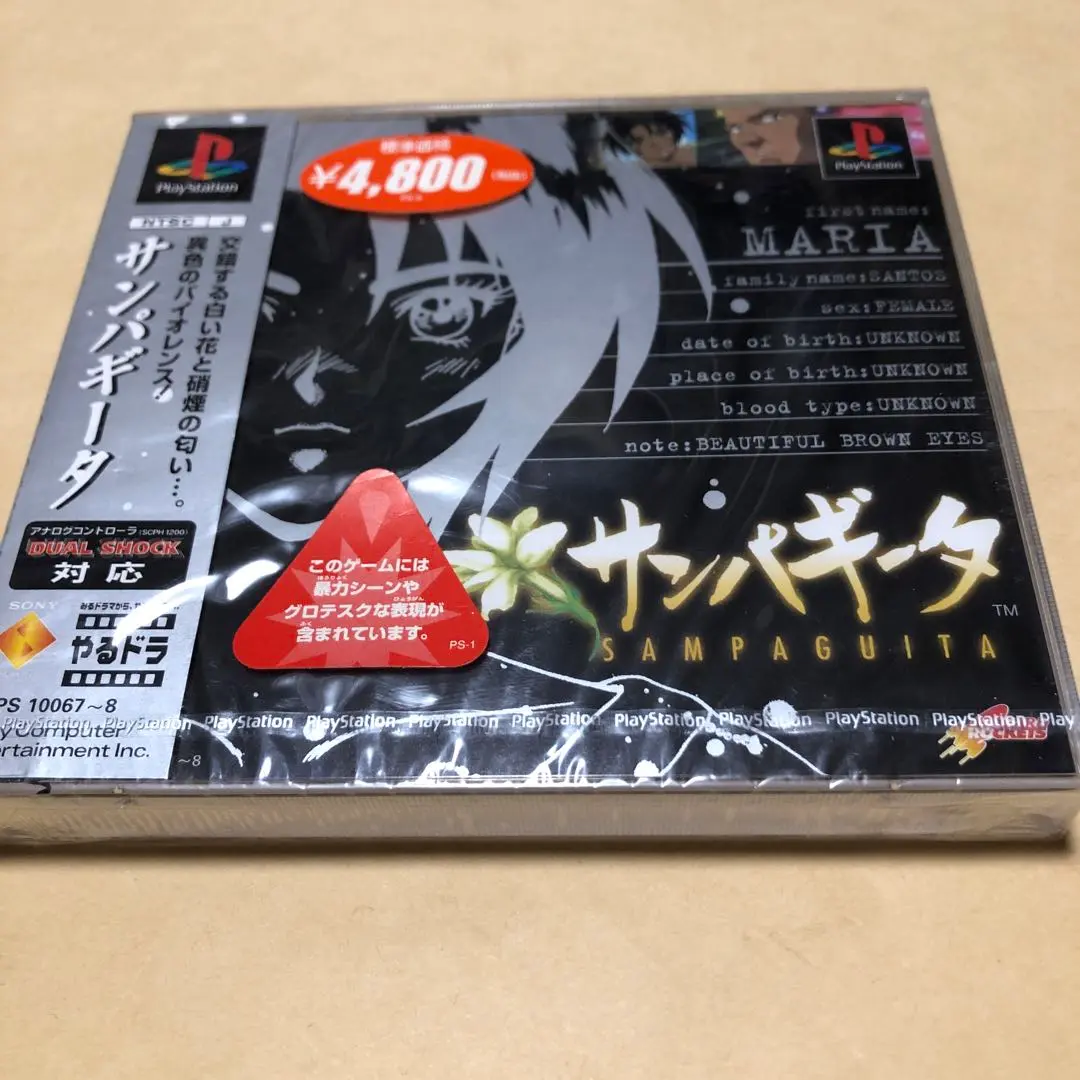 PlayStation
NTSC J
サンパギータ
交錯する白い花と硝煙の匂い…。
異色のバイオレンス!
アナログコントローラ(SCPH 1200)
DUAL SHOCK
対応
SONY
やるドラ
PS 10067~8
y Computer
ertainment Inc.
~8
標準価格
¥4,800(税別)
PlayStation
first name:
MARIA
family name:SANTOS
sex:FEMALE
date of birth:UNKNOWN
place of birth:UNKNOWN
blood type:UNKNOWN
note:BEAUTIFUL BROWN EYES
サンパギータ
TM
SAMPAGUITA
このゲームには
暴力シーンや
グロテスクな表現が
含まれています。
PS-1
PlayStation PlayStation PlayStation PlayStation PlayStation PlayStation PlayStation PlayStation PlayStation PlayStation Play
ROCKETS